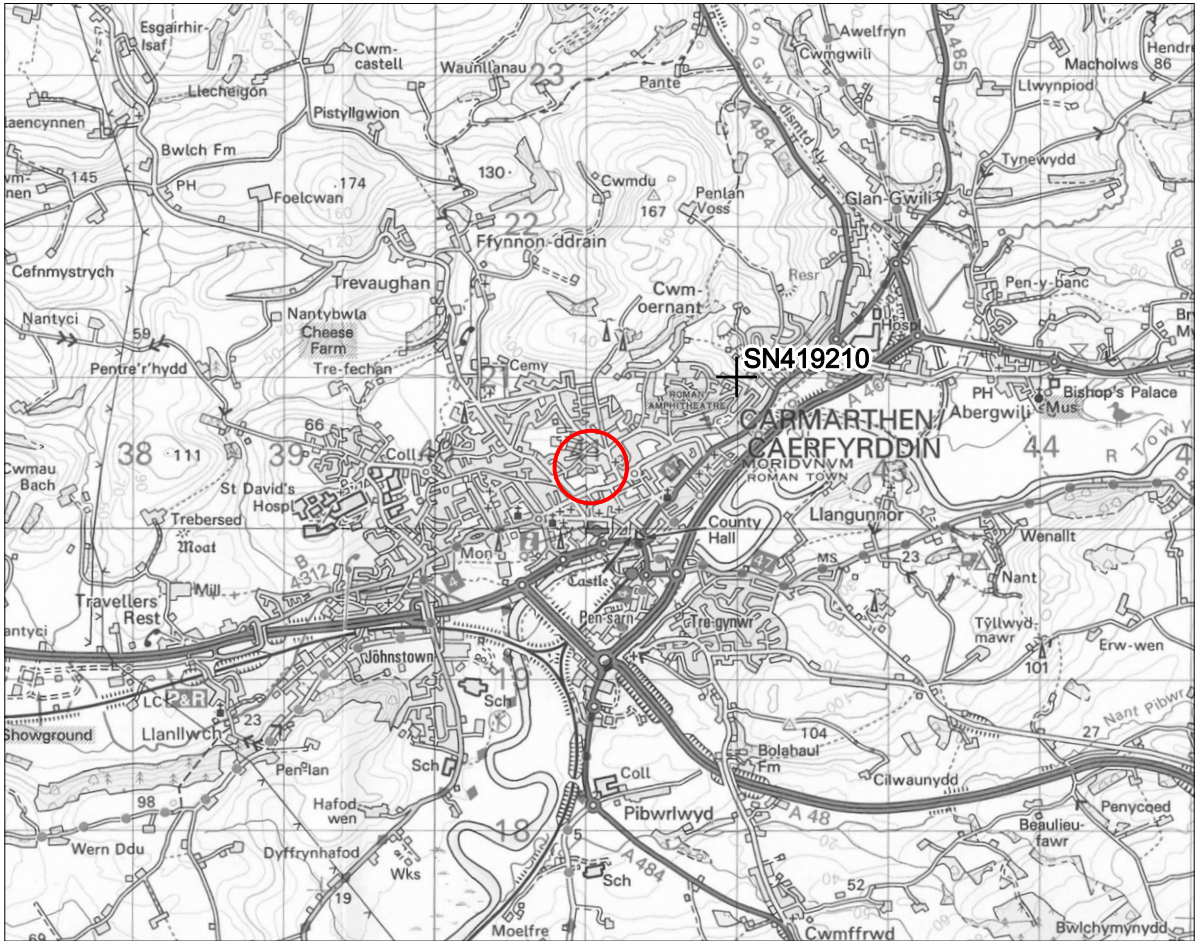 Esgairhir-
Isaf
Cwm-
castell
Waunllanau
23
Pante
Awelfryn
Cwmgwili
A 485
Macholws
86
Llecheigon
Pistyllgwion
A 484
dismtd rly
Llwynpiod
Bwlch Fm
145
PH
Foelcwan
174
130
Cwmdu
167
Penlan
Voss
Tynewydd
Glan-Gwili
22
Ffynnon-ddrain
Cefnmystrych
Trevaughan
Cwm-
oernant
Resr
Pen-y-banc
Nantyci
59
Nantybwla
Cheese
Farm
Hospl
Pentre'r'hydd
Tre-fechan
21
Cemy
SN419210
ROMAN
AMPHITHEATRE
PH
Abergwili
Bishop's Palace
Mus
CARMARTHEN
CAERFYRDDIN
MORIDVNVM
ROMAN TOWN
66
38
111
39
40
Coll
41
43
44
R Towy
Cwmau
Bach
St David's
Hospl
Trebersed
Moat
County
Hall
Llangunnor
Wenallt
Mon
MS
23
47
B 4312
4
Castle
Nant
Mill
Travellers'
Rest
Pen-sarn
Tre-gynwr
Tŷllwyd-
mawr
Erw-wen
101
Johnstown
19
LC
P&R
Sch
23
Showground
Llanllwch
104
27
Nant Pibwr
Pen-lan
Sch
Coll
Bolahaul
Fm
Cilwaunydd
98
Hafod-
wen
Pibwrlwyd
A 48
Penycoed
18
Beaulieu-
fawr
Wern Ddu
Dyffrynhafod
Wks
5
A 484
Sch
19
52
Moelfre
Cwmffrwd
Bwlchymynydd